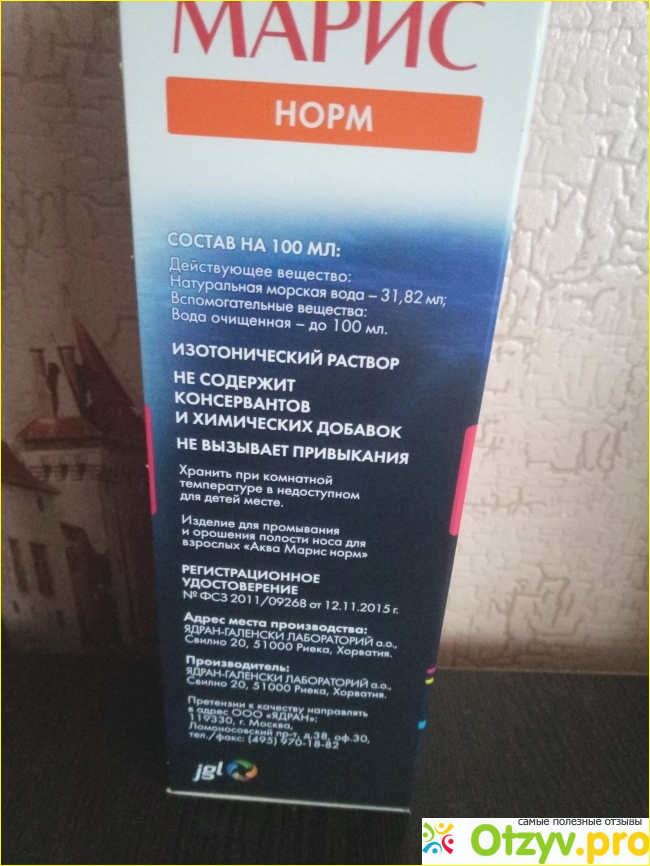 МАРИС
НОРМ
СОСТАВ НА 100 МЛ:
Действующее вещество:
Натуральная морская вода – 31,82 мл;
Вспомогательные вещества:
Вода очищенная – до 100 мл.
ИЗОТОНИЧЕСКИЙ РАСТВОР
НЕ СОДЕРЖИТ
КОНСЕРВАНТОВ
И ХИМИЧЕСКИХ ДОБАВОК
НЕ ВЫЗЫВАЕТ ПРИВЫКАНИЯ
Хранить при комнатной
температуре в недоступном
для детей месте.
Изделие для промывания
и орошения полости носа для
взрослых «Аква Марис норм»
РЕГИСТРАЦИОННОЕ
УДОСТОВЕРЕНИЕ
№ ФСЗ 2011/09268 от 12.11.2015 г.
Адрес места производства:
ЯДРАН-ГАЛЕНСКИ ЛАБОРАТОРИЙ а.о.,
Свилно 20, 51000 Риека, Хорватия.
Производитель:
ЯДРАН-ГАЛЕНСКИ ЛАБОРАТОРИЙ а.о.,
Свилно 20, 51000 Риека, Хорватия.
Претензии к качеству направлять
в адрес ООО «ЯДРАН»:
119330, г. Москва,
Ломоносовский пр-т, д.38, оф.30,
тел./факс: (495) 970-18-82
jgl
самые полезные отзывы
Otzyv.pro